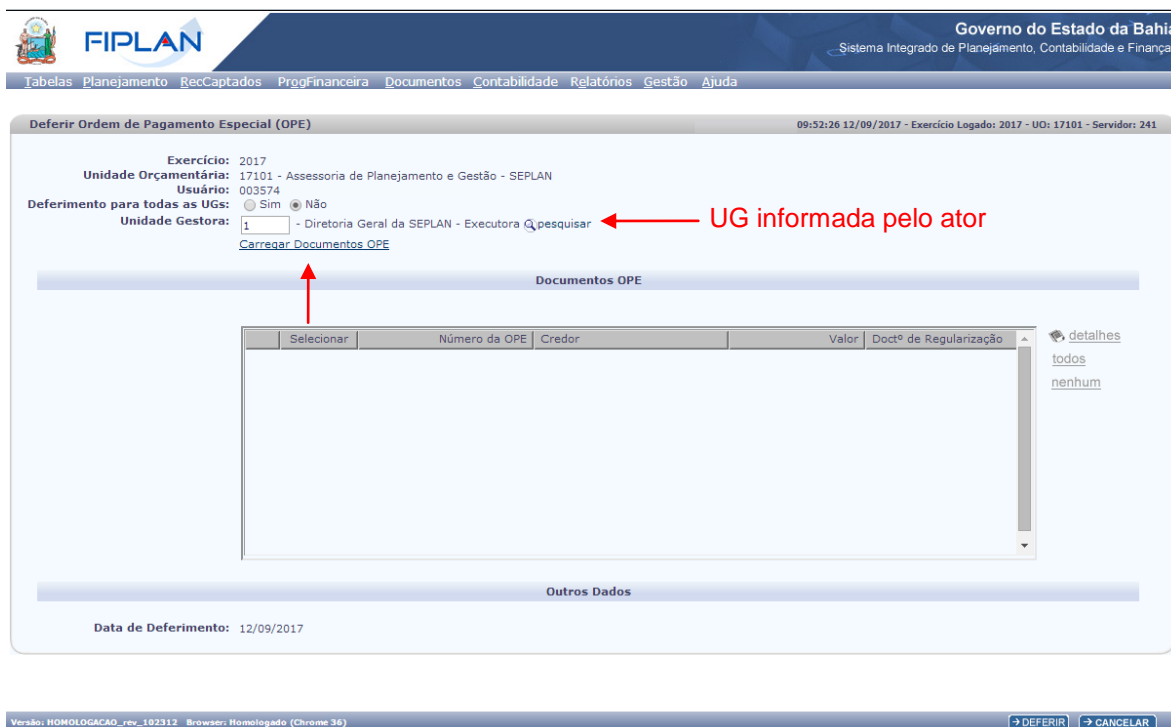 FIPLAN
Governo do Estado da Bahia
Sistema Integrado de Planejamento, Contabilidade e Finança
Tabelas Planejamento RecCaptados ProgFinanceira Documentos Contabilidade Relatórios Gestão Ajuda
Deferir Ordem de Pagamento Especial (OPE) 09:52:26 12/09/2017 - Exercício Logado: 2017 - UO: 17101 - Servidor: 241
Exercício: 2017
Unidade Orçamentária: 17101 - Assessoria de Planejamento e Gestão - SEPLAN
Usuário: 003574
Deferimento para todas as UGs: Sim Não
Unidade Gestora: 1 - Diretoria Geral da SEPLAN - Executora pesquisar UG informada pelo ator
Carregar Documentos OPE
Documentos OPE
Selecionar Número da OPE Credor Valor Doctº de Regularização detalhes
todos
nenhum
Outros Dados
Data de Deferimento: 12/09/2017
Versão: HOMOLOGACAO_rev_102312 Browser: Homologado (Chrome 36) DEFERIR CANCELAR